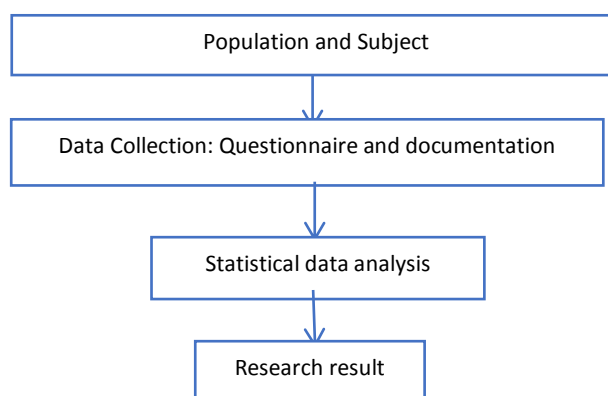 Population and Subject
Data Collection: Questionnaire and documentation
Statistical data analysis
Research result